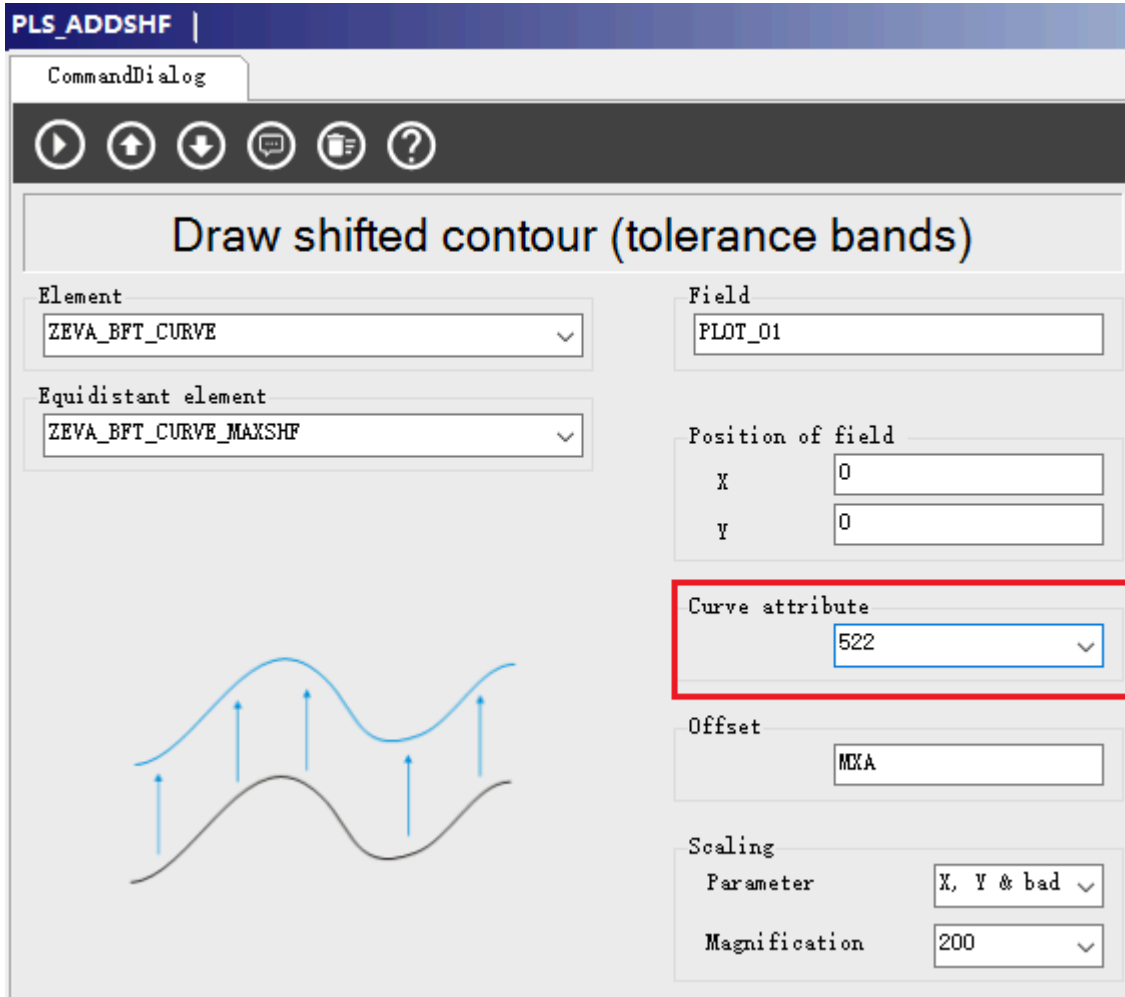 PLS_ADDSHF
CommandDialog
Draw shifted contour (tolerance bands)
Element
ZEVA_BFT_CURVE
Equidistant element
ZEVA_BFT_CURVE_MAXSHF
Field
PLOT_01
Position of field
X 0
Y 0
Curve attribute
522
Offset
MXA
Scaling
Parameter X, Y & bad
Magnification 200